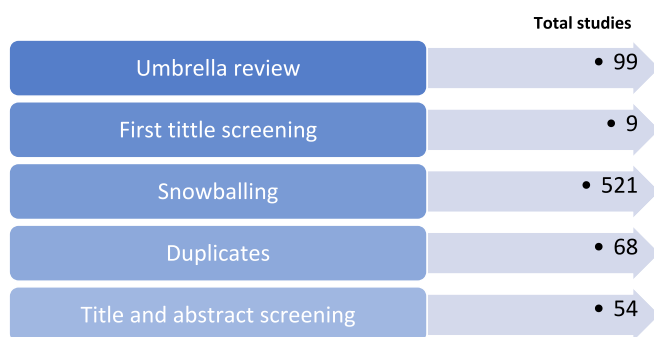 Total studies
Umbrella review • 99
First tittle screening • 9
Snowballing • 521
Duplicates • 68
Title and abstract screening • 54